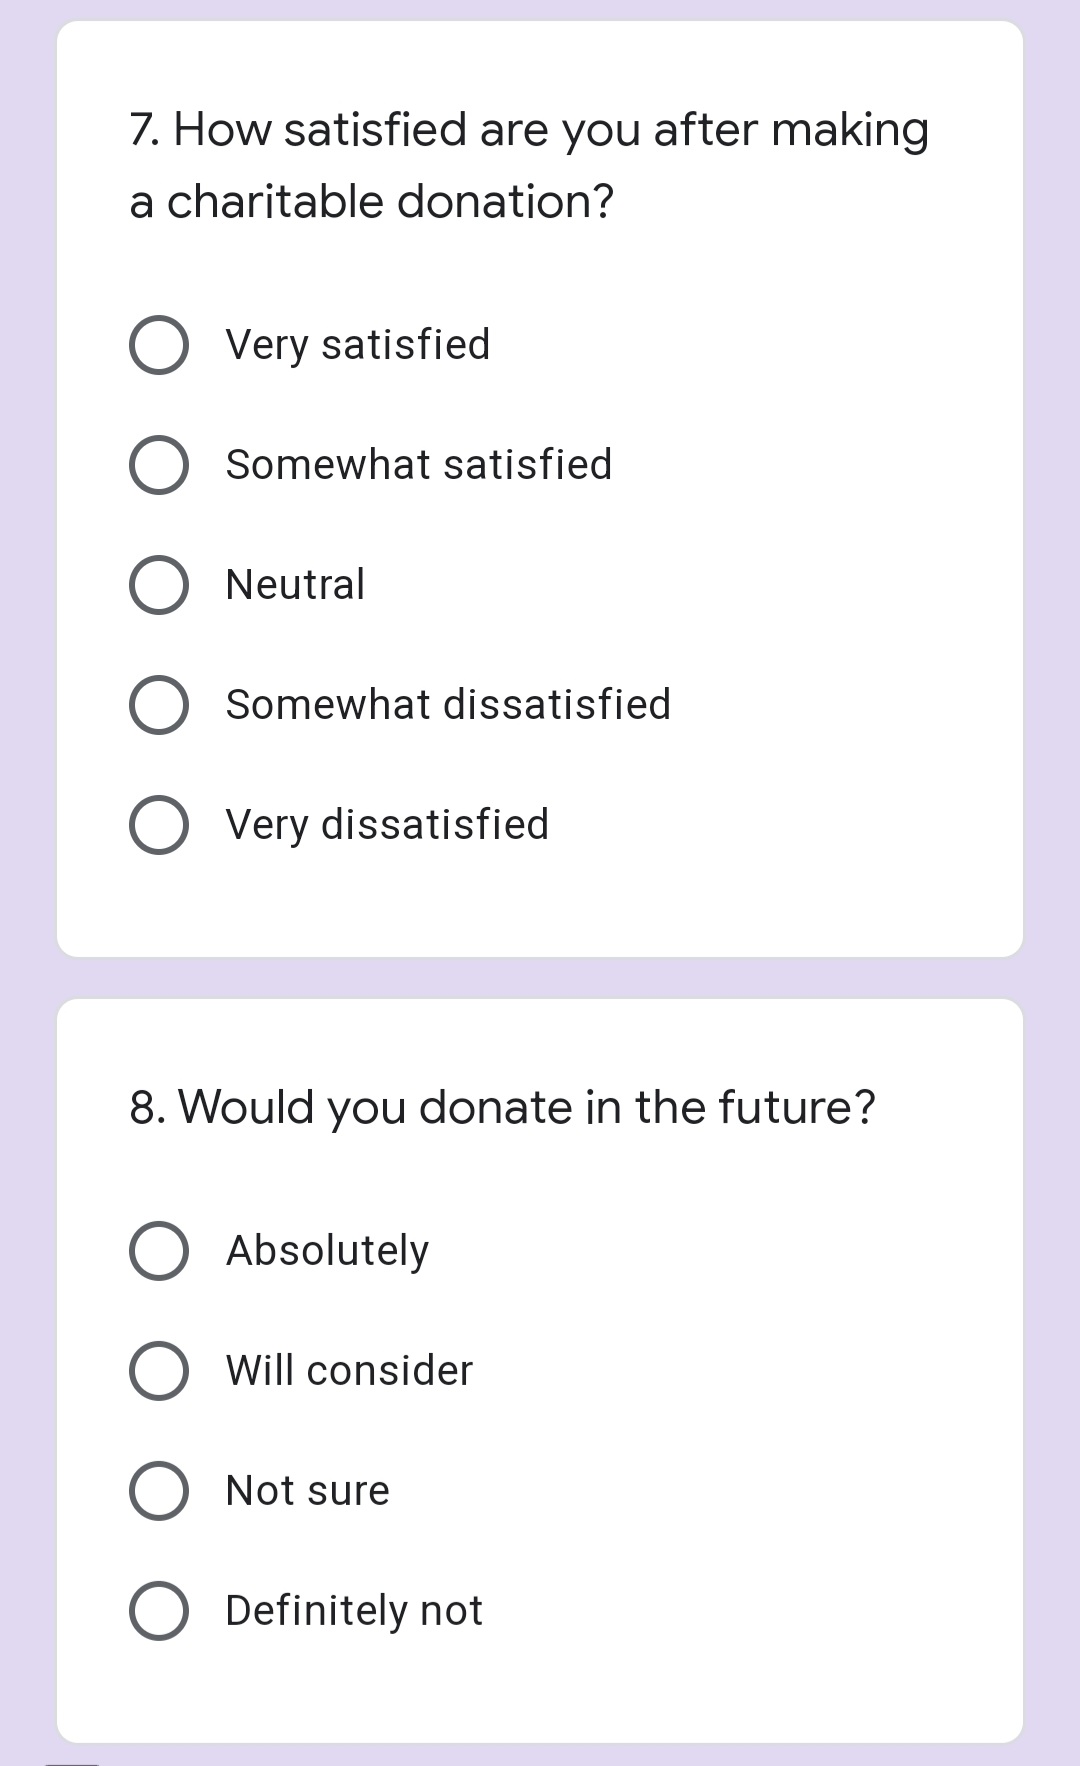 7. How satisfied are you after making
a charitable donation?
Very satisfied
Somewhat satisfied
Neutral
Somewhat dissatisfied
Very dissatisfied
8. Would you donate in the future?
Absolutely
Will consider
Not sure
Definitely not